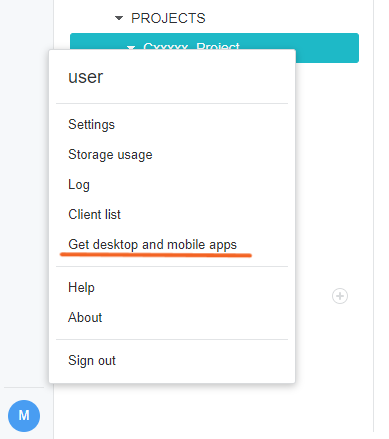 PROJECTS
Cxxxxx_Project
user
Settings
Storage usage
Log
Client list
Get desktop and mobile apps
Help
About
Sign out
M